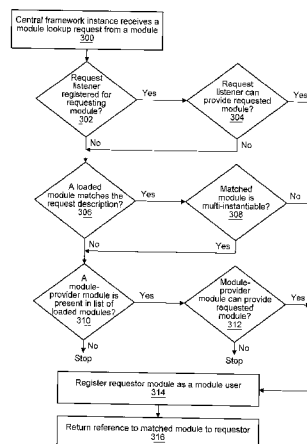 Central framework instance receives a
module lookup request from a module
300
Request
listener
registered for
requesting
module?
302
Yes
Request
listener can
provide requested
module?
304
Yes
No
No
A
loaded
module matches
the request
description?
306
Yes
Matched
module is
multi-instantiable?
308
No
No
Yes
A
module-
provider module is
present in list of
loaded modules?
310
Yes
Module-
provider
module can provide
requested
module?
312
Yes
No
Stop
No
Stop
Register requestor module as a module user
314
Return reference to matched module to requestor
316